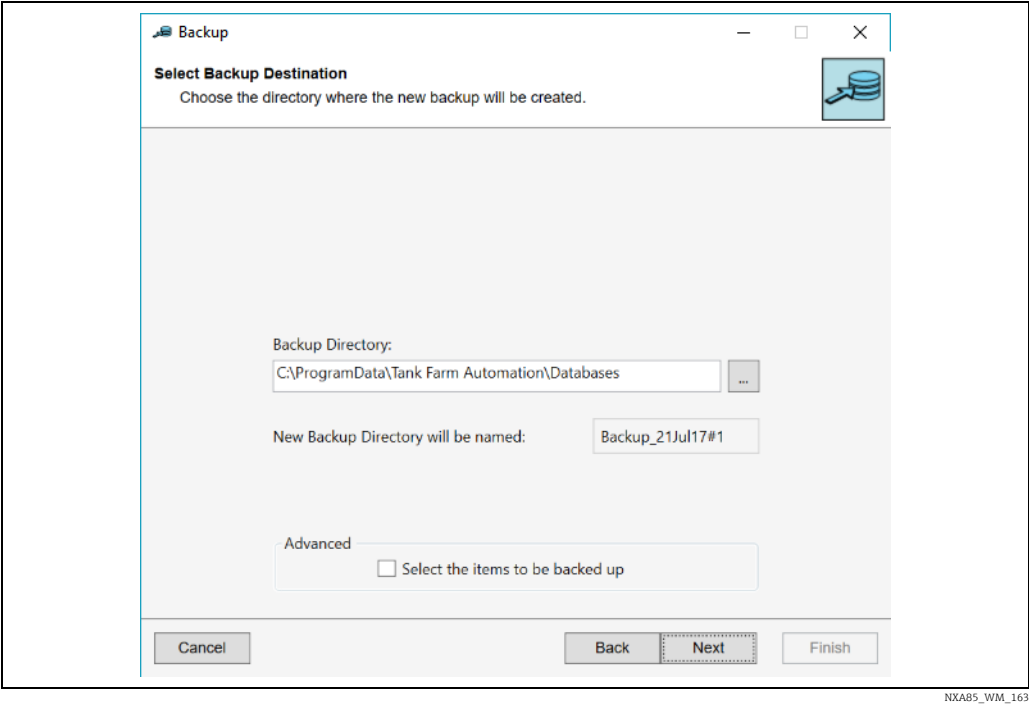 Backup
Select Backup Destination
Choose the directory where the new backup will be created.
Backup Directory:
C:\ProgramData\Tank Farm Automation\Databases
...
New Backup Directory will be named:
Backup_21Jul17#1
Advanced
Select the items to be backed up
Cancel
Back
Next
Finish
NXA85_WM_163